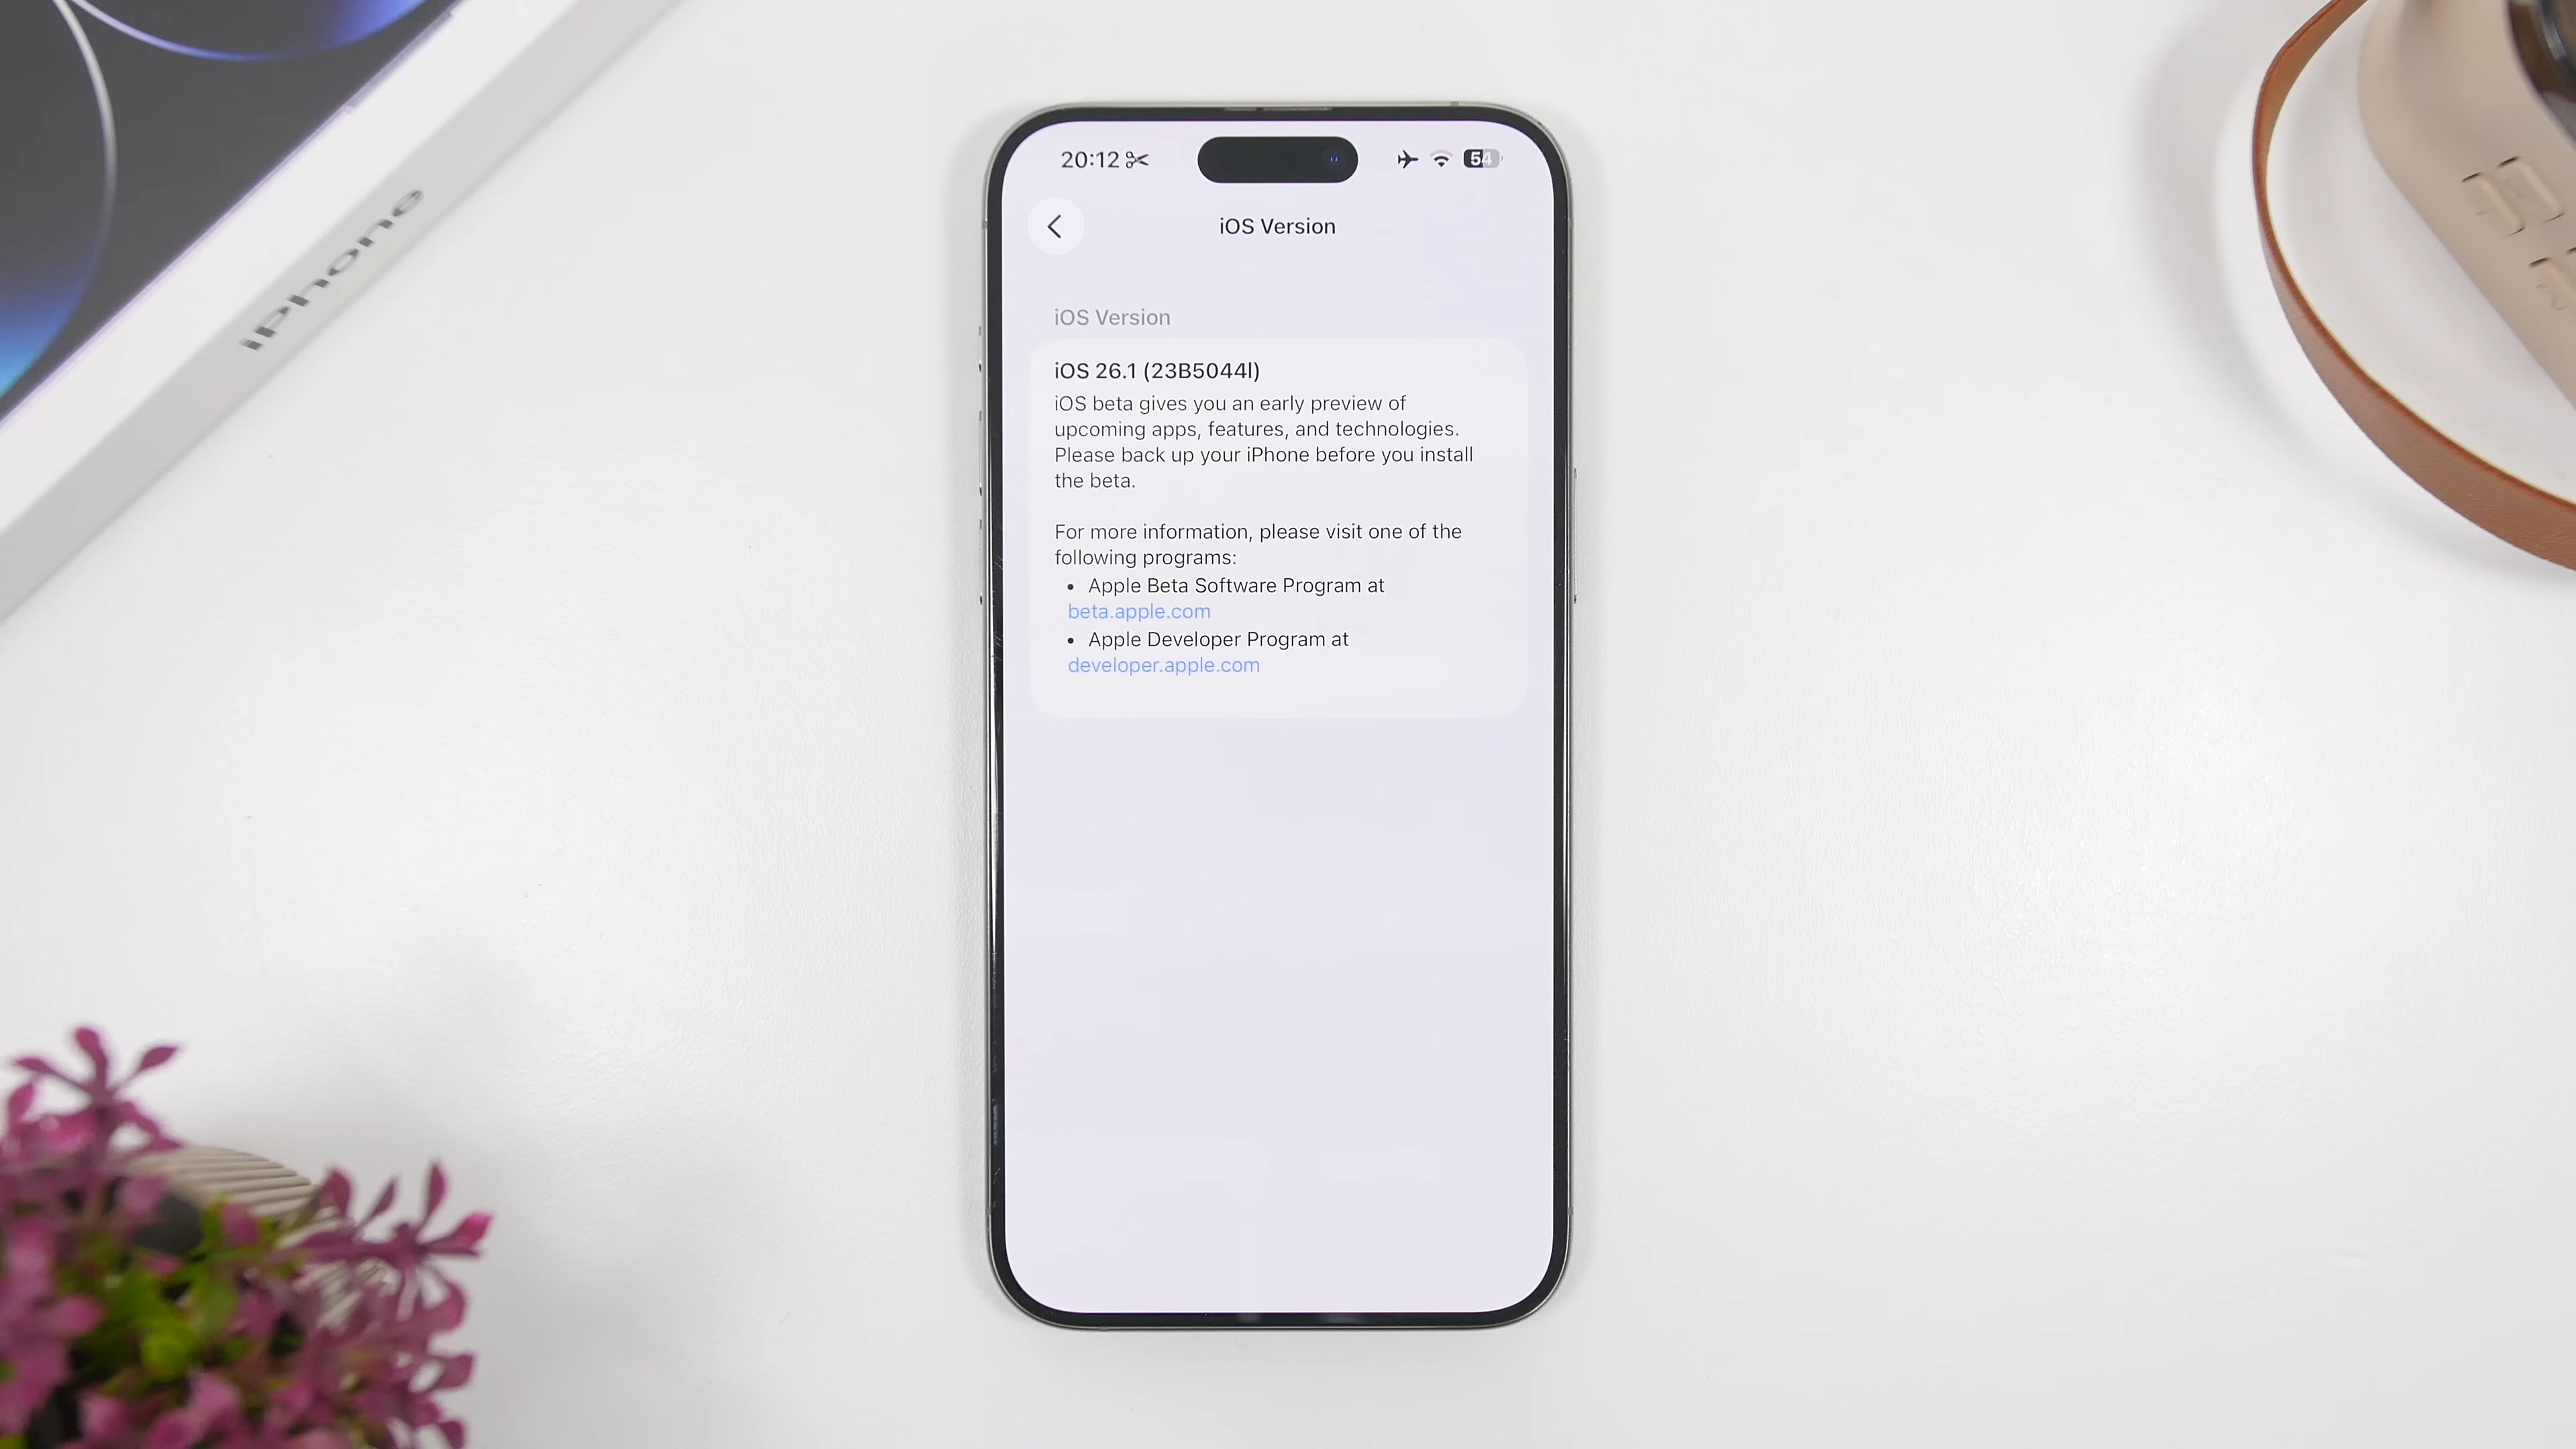 iPhone
20:12
54
iOS Version
iOS Version
iOS 26.1 (23B5044l)
iOS beta gives you an early preview of
upcoming apps, features, and technologies.
Please back up your iPhone before you install
the beta.
For more information, please visit one of the
following programs:
• Apple Beta Software Program at
beta.apple.com
• Apple Developer Program at
developer.apple.com